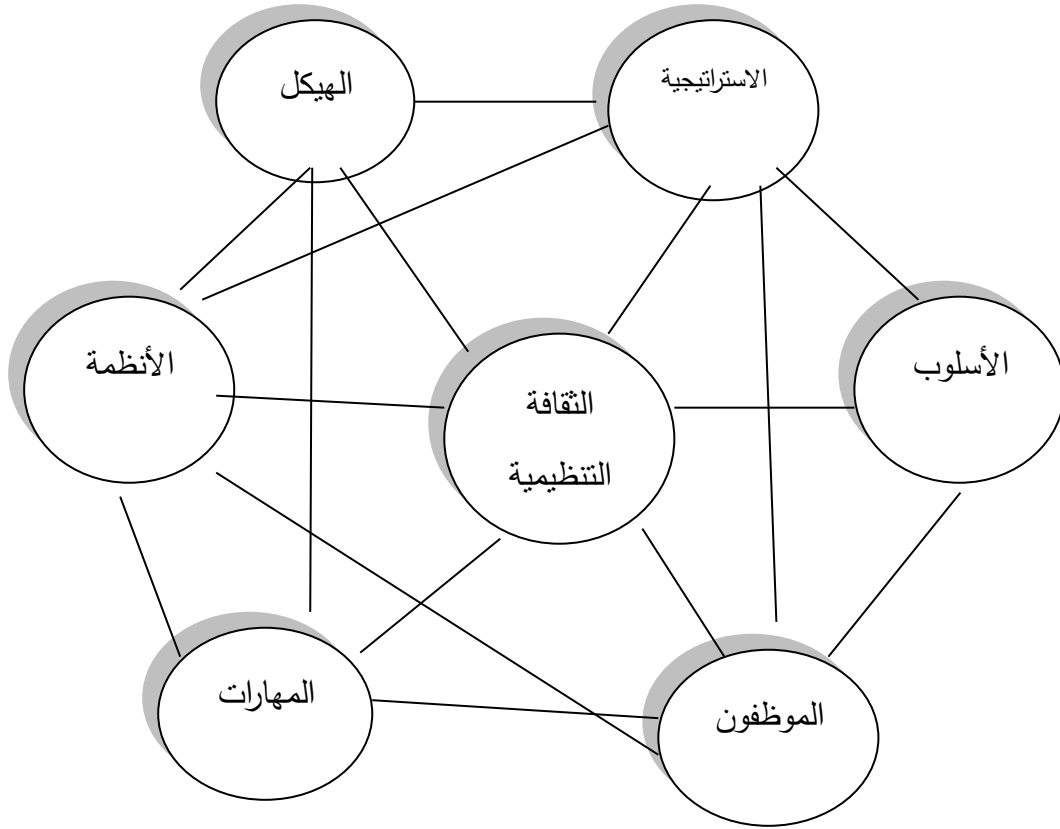 الاستراتيجية
الهيكل
الأسلوب
الثقافة
التنظيمية
الأنظمة
الموظفون
المهارات